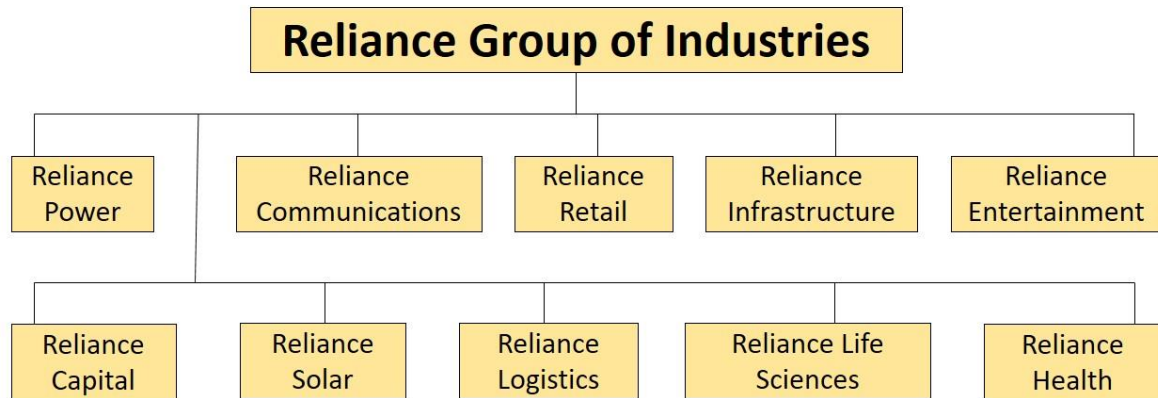 Reliance Group of Industries
Reliance
Power
Reliance
Communications
Reliance
Retail
Reliance
Infrastructure
Reliance
Entertainment
Reliance
Capital
Reliance
Solar
Reliance
Logistics
Reliance Life
Sciences
Reliance
Health